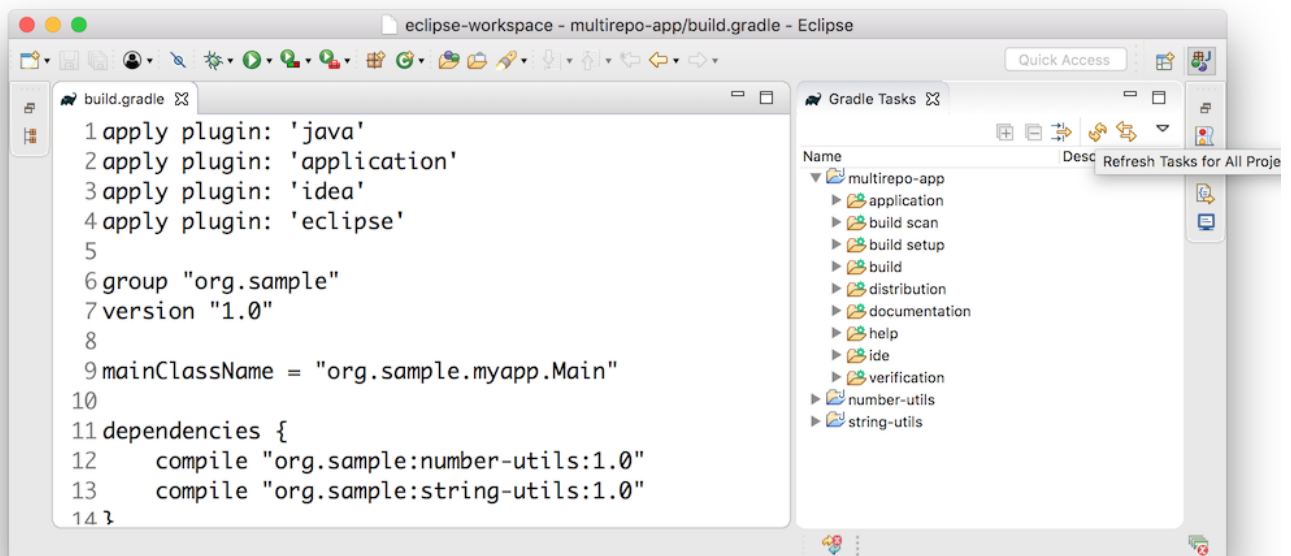 eclipse-workspace - multirepo-app/build.gradle - Eclipse
Quick Access
build.gradle
1 apply plugin: 'java'
2 apply plugin: 'application'
3 apply plugin: 'idea'
4 apply plugin: 'eclipse'
5
6 group "org.sample"
7 version "1.0"
8
9 mainClassName = "org.sample.myapp.Main"
10
11 dependencies {
12     compile "org.sample:number-utils:1.0"
13     compile "org.sample:string-utils:1.0"
14 }
Gradle Tasks
Name Desc
Refresh Tasks for All Proje
multirepo-app
application
build scan
build setup
build
distribution
documentation
help
ide
verification
number-utils
string-utils